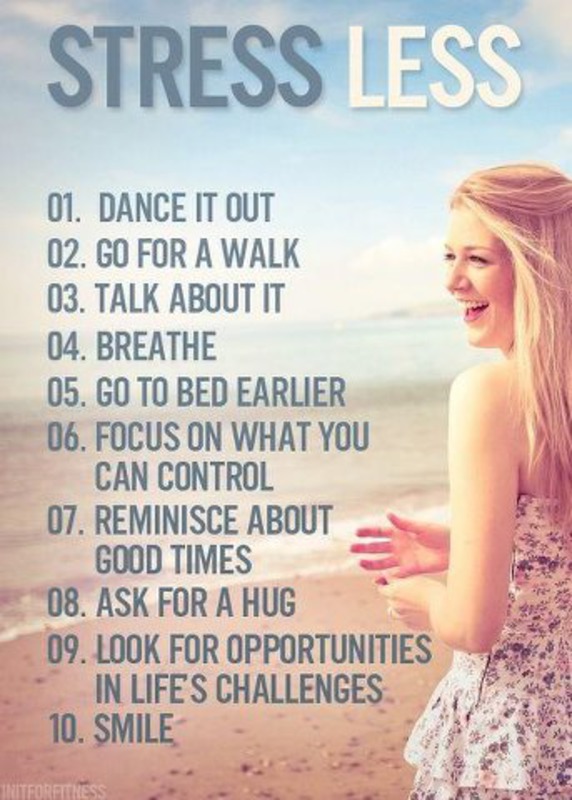 STRESS LESS
01. DANCE IT OUT
02. GO FOR A WALK
03. TALK ABOUT IT
04. BREATHE
05. GO TO BED EARLIER
06. FOCUS ON WHAT YOU
CAN CONTROL
07. REMINISCE ABOUT
GOOD TIMES
08. ASK FOR A HUG
09. LOOK FOR OPPORTUNITIES
IN LIFE'S CHALLENGES
10. SMILE
INITFORFITNESS